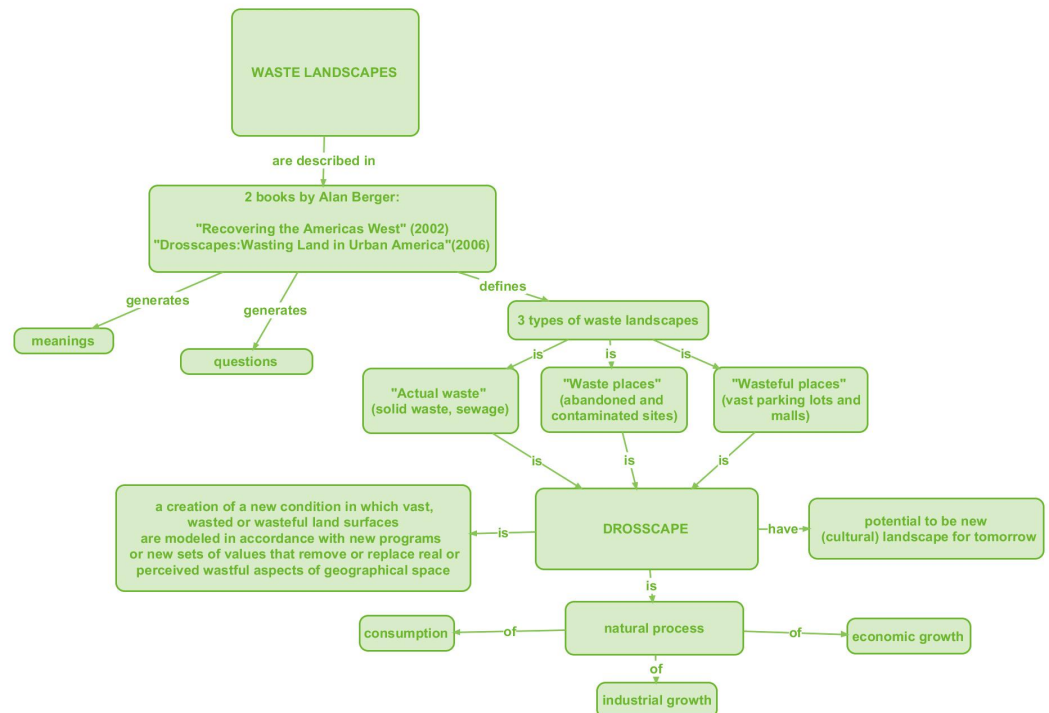 WASTE LANDSCAPES
are described in
2 books by Alan Berger:
"Recovering the Americas West" (2002)
"Drosscapes:Wasting Land in Urban America"(2006)
generates
generates
defines
meanings
questions
3 types of waste landscapes
is
is
is
"Actual waste"
(solid waste, sewage)
"Waste places"
(abandoned and
contaminated sites)
"Wasteful places"
(vast parking lots and
malls)
is
is
is
a creation of a new condition in which vast,
wasted or wasteful land surfaces
are modeled in accordance with new programs
or new sets of values that remove or replace real or
perceived wastful aspects of geographical space
is
DROSSCAPE
have
potential to be new
(cultural) landscape for tomorrow
is
consumption
of
natural process
of
economic growth
of
industrial growth